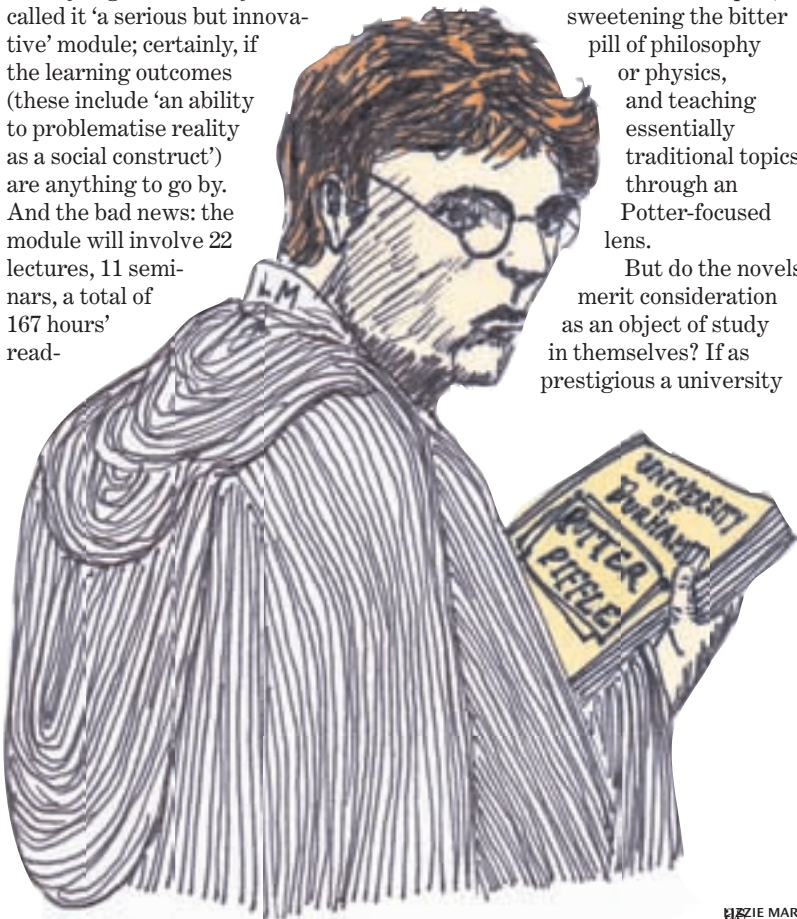 called it ‘a serious but innova-
tive’ module; certainly, if
the learning outcomes
(these include ‘an ability
to problematise reality
as a social construct’)
are anything to go by.
And the bad news: the
module will involve 22
lectures, 11 semi-
nars, a total of
167 hours’
read-
sweetening the bitter
pill of philosophy
or physics,
and teaching
essentially
traditional topics
through an
Potter-focused
lens.
But do the novels
merit consideration
as an object of study
in themselves? If as
prestigious a university
LM
UNIVERSITY
OF
DURHAM
POTTER
PIFFLE
MAR